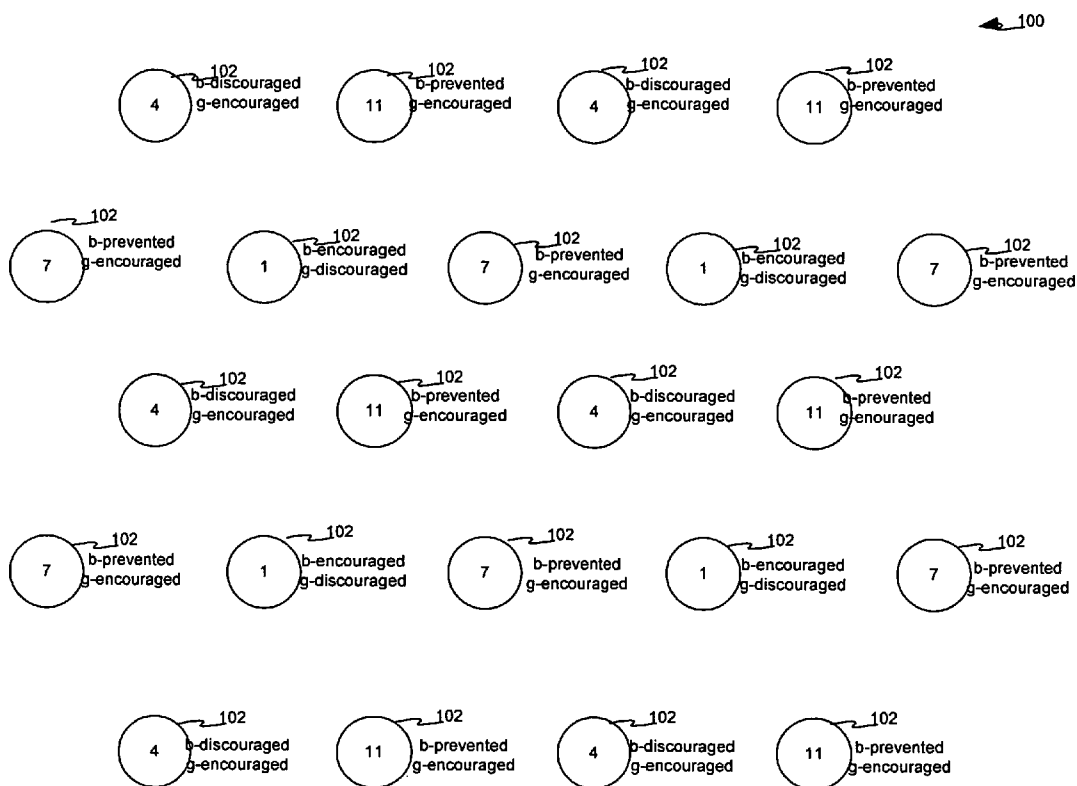 100
102 102 102 102
4 b-discouraged 11 b-prevented 4 b-discouraged 11 b-prevented
g-encouraged g-encouraged g-encouraged g-encouraged
102 102 102 102 102
7 b-prevented 1 b-encouraged 7 b-prevented 1 b-encouraged 7 b-prevented
g-encouraged g-discouraged g-encouraged g-discouraged g-encouraged
102 102 102 102
4 b-discouraged 11 b-prevented 4 b-discouraged 11 b-prevented
g-encouraged g-encouraged g-encouraged g-enouraged
102 102 102 102 102
7 b-prevented 1 b-encouraged 7 b-prevented 1 b-encouraged 7 b-prevented
g-encouraged g-discouraged g-encouraged g-discouraged g-encouraged
102 102 102 102
4 b-discouraged 11 b-prevented 4 b-discouraged 11 b-prevented
g-encouraged g-encouraged g-encouraged g-encouraged